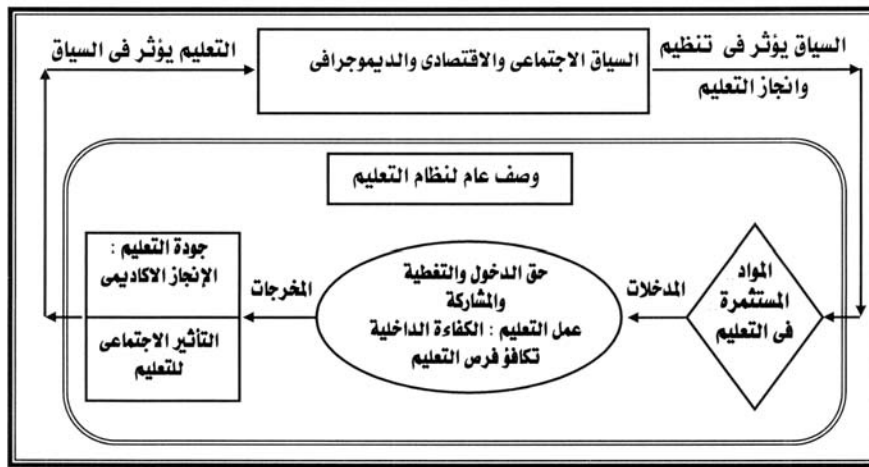 السياق الاجتماعى والاقتصادى والديموجرافى
السياق يؤثر فى تنظيم
وانجاز التعليم
التعليم يؤثر فى السياق
وصف عام لنظام التعليم
المواد
المستثمرة
فى التعليم
المدخلات
حق الدخول والتغطية
والمشاركة
عمل التعليم : الكفاءة الداخلية
تكافؤ فرص التعليم
المخرجات
جودة التعليم :
الإنجاز الاكاديمى
التأثير الاجتماعى
للتعليم